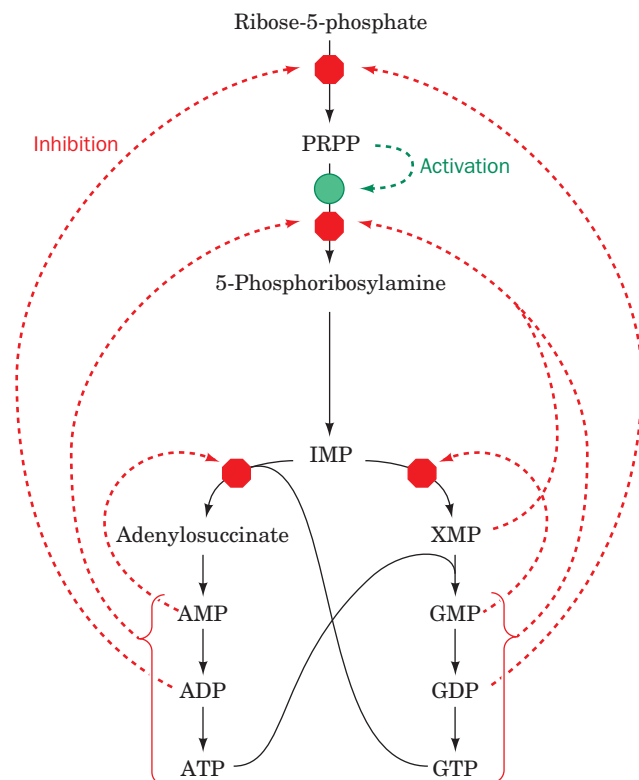 Ribose-5-phosphate
Inhibition
PRPP
Activation
5-Phosphoribosylamine
IMP
Adenylosuccinate
XMP
AMP
GMP
ADP
GDP
ATP
GTP